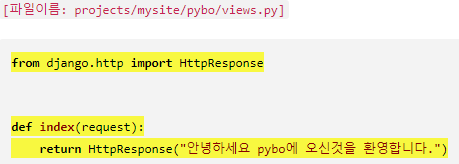 [파일이름: projects/mysite/pybo/views.py]
from django.http import HttpResponse
def index(request):
    return HttpResponse("안녕하세요 pybo에 오신것을 환영합니다.")